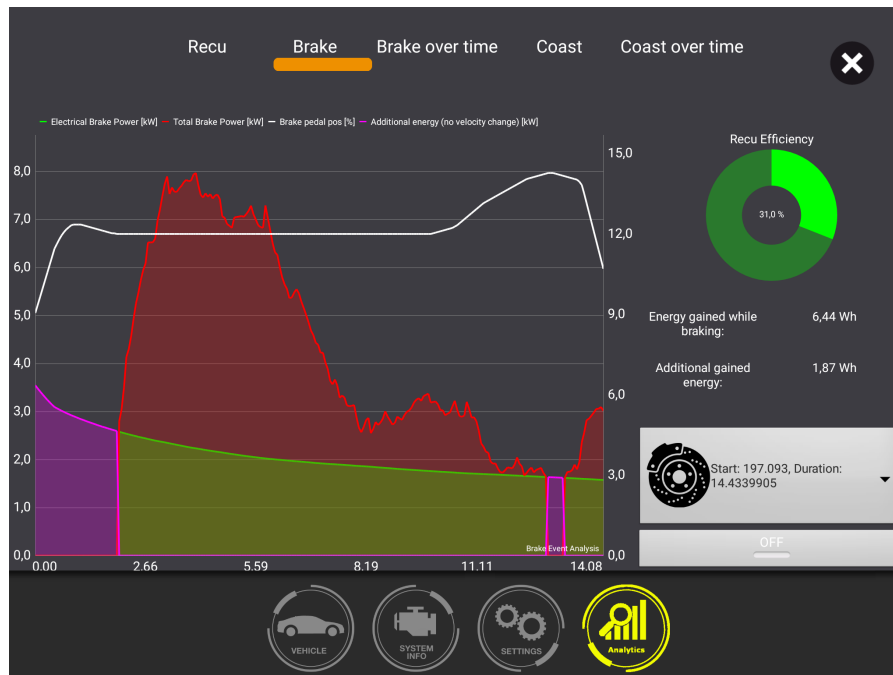 Recu Brake Brake over time Coast Coast over time
Electrical Brake Power [kW] Total Brake Power [kW] Brake pedal pos [%] Additional energy (no velocity change) [kW]
8,0
7,0
6,0
5,0
4,0
3,0
2,0
1,0
0,0
15,0
12,0
9,0
6,0
3,0
0,0
Brake Event Analysis
0.00 2.66 5.59 8.19 11.11 14.08
Recu Efficiency
31,0 %
Energy gained while
braking:
6,44 Wh
Additional gained
energy:
1,87 Wh
Start: 197.093, Duration:
14.4339905
OFF
VEHICLE
SYSTEM
INFO
SETTINGS
Analytics